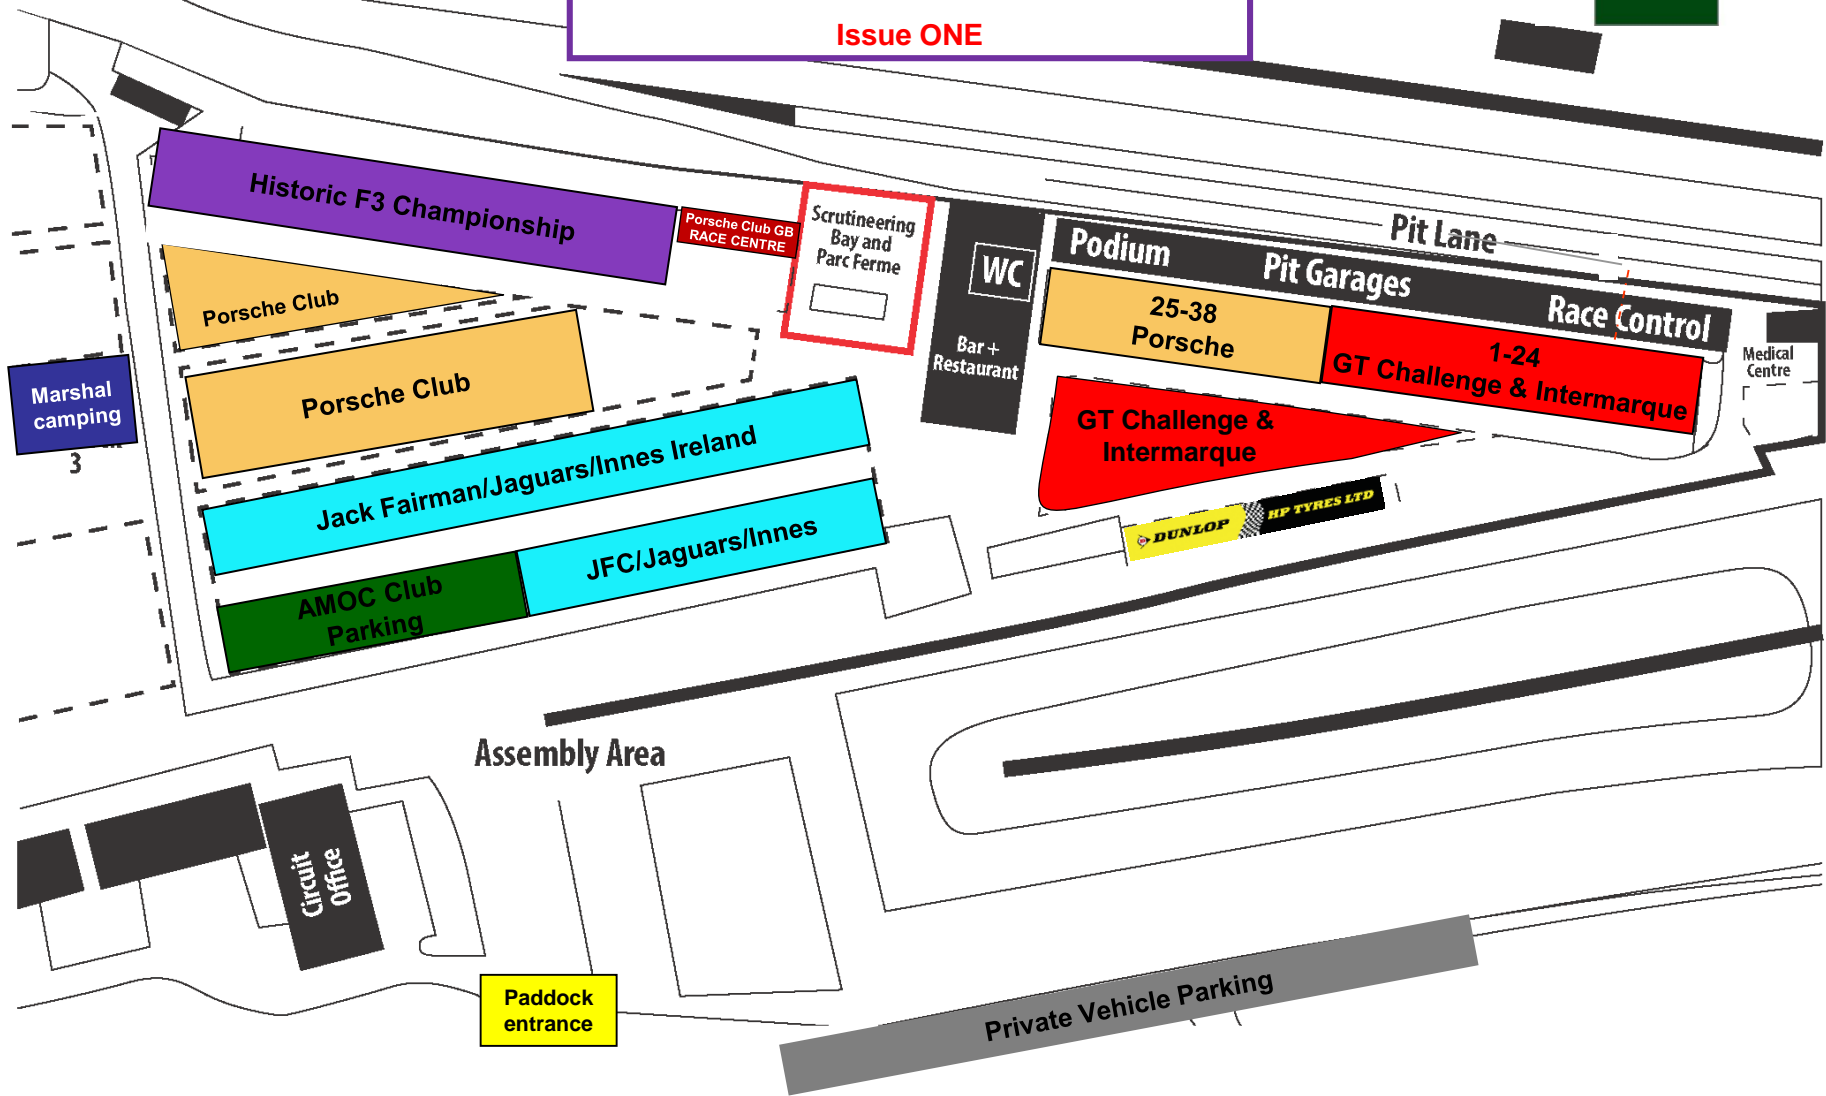 Issue ONE
Historic F3 Championship
Porsche Club GB
RACE CENTRE
Scrutineering
Bay and
Parc Ferme
WC
Bar +
Restaurant
Podium
Pit Garages
Race Control
Pit Lane
25-38
Porsche
1-24
GT Challenge & Intermarque
Medical
Centre
Porsche Club
Porsche Club
Marshal
camping
3
GT Challenge &
Intermarque
DUNLOP
HP TYRES LTD
Jack Fairman/Jaguars/Innes Ireland
JFC/Jaguars/Innes
AMOC Club
Parking
Assembly Area
Circuit
Office
Paddock
entrance
Private Vehicle Parking